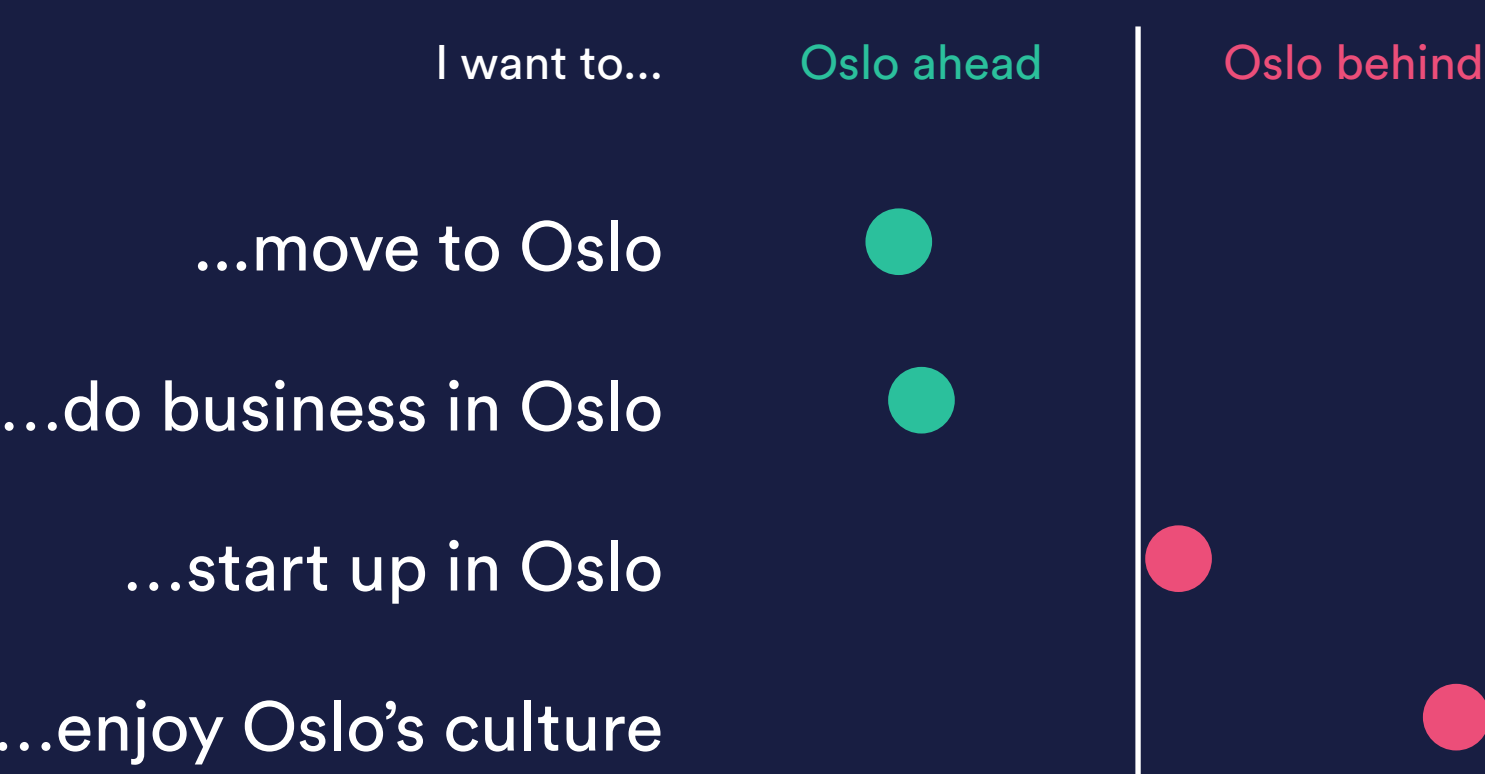 I want to... Oslo ahead Oslo behind
...move to Oslo
...do business in Oslo
...start up in Oslo
...enjoy Oslo’s culture